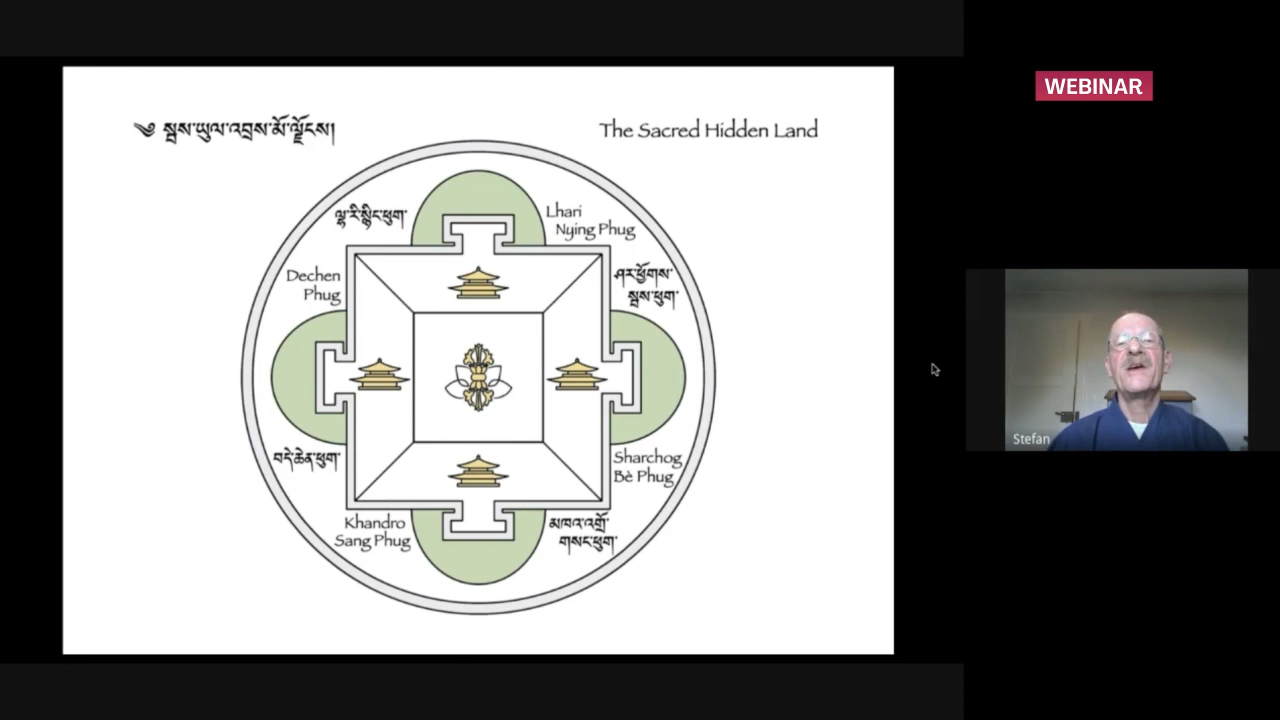 ༄ སྦས་ཡུལ་འབྲས་མོ་ལྗོངས།
The Sacred Hidden Land
WEBINAR
ལྷ་རི་སྙིང་ཕུག་
Lhari
Nying Phug
Dechen
Phug
ཤར་ཕྱོགས་
སྦས་ཕུག་
བདེ་ཆེན་ཕུག་
Sharchog
Bè Phug
Khandro
Sang Phug
མཁའ་འགྲོ་
གསང་ཕུག་
Stefan